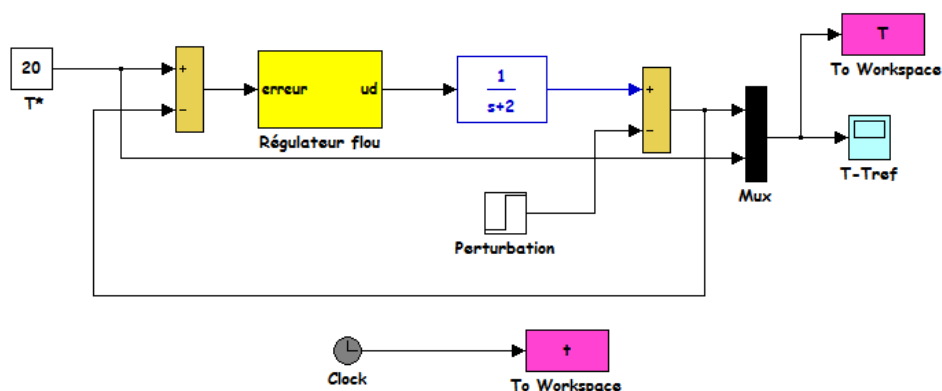 T
To Workspace
20
T*
+
-
erreur
ud
Régulateur flou
1
s+2
+
-
Mux
T-Tref
Perturbation
Clock
t
To Workspace